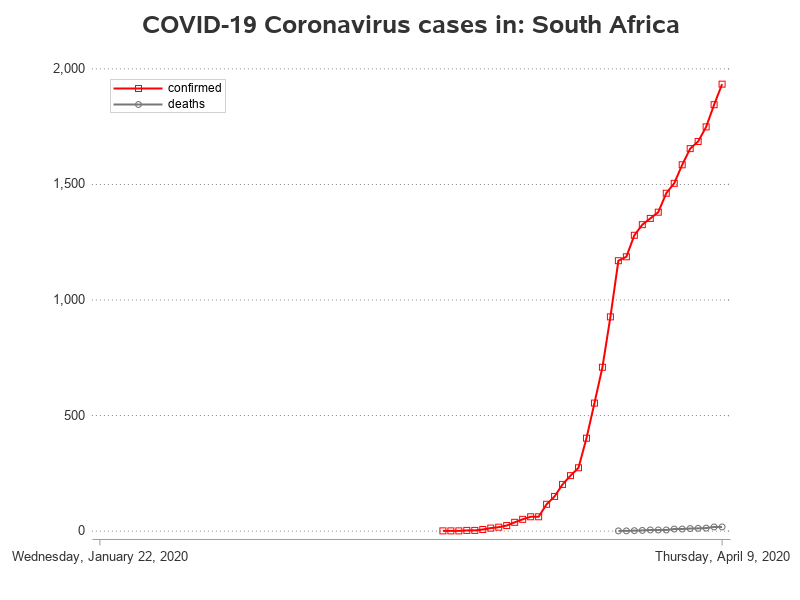 COVID-19 Coronavirus cases in: South Africa
2,000
confirmed
deaths
1,500
1,000
500
0
Wednesday, January 22, 2020
Thursday, April 9, 2020